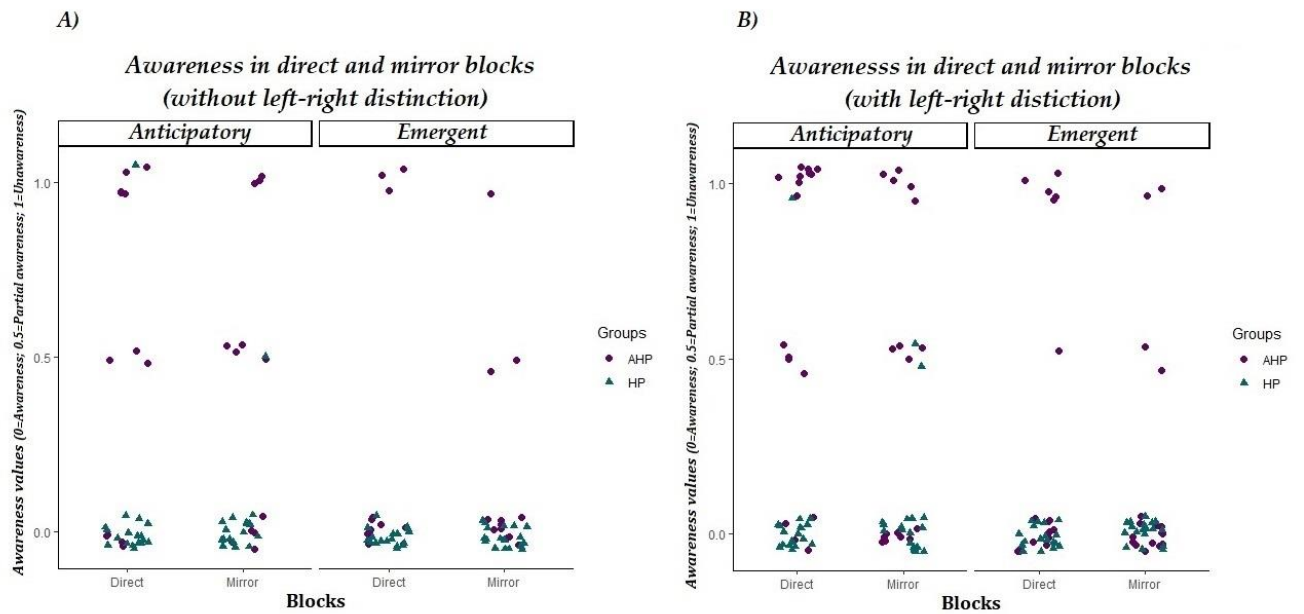 A)
Awareness in direct and mirror blocks
(without left-right distinction)
Anticipatory
Emergent
Awareness values (0=Awareness; 0.5=Partial awareness; 1=Unawareness)
1.0
0.5
0.0
Direct
Mirror
Direct
Mirror
Blocks
Groups
AHP
HP
B)
Awarenesss in direct and mirror blocks
(with left-right distiction)
Anticipatory
Emergent
Awareness values (0=Awareness; 0.5=Partial awareness; 1=Unawareness)
1.0
0.5
0.0
Direct
Mirror
Direct
Mirror
Blocks
Groups
AHP
HP